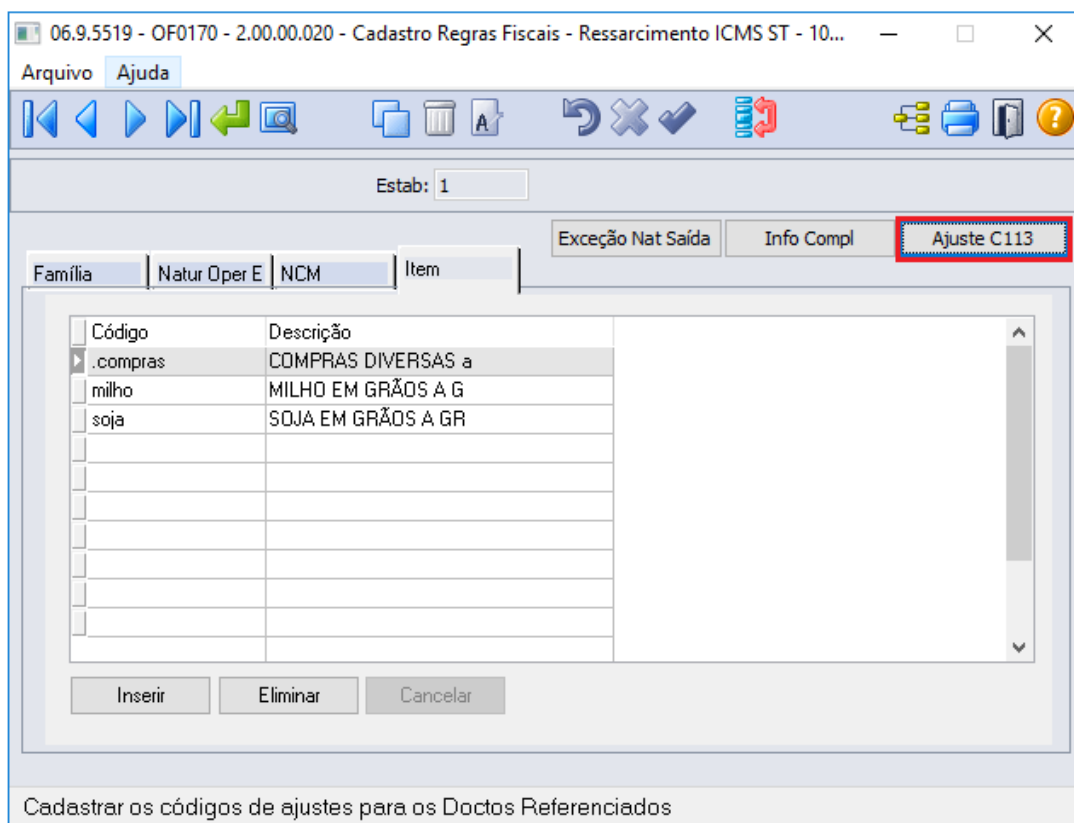 06.9.5519 - OF0170 - 2.00.00.020 - Cadastro Regras Fiscais - Ressarcimento ICMS ST - 10...
Arquivo Ajuda
Estab: 1
Exceção Nat Saída Info Compl Ajuste C113
Família Natur Oper E NCM Item
Código Descrição
.compras COMPRAS DIVERSAS a
milho MILHO EM GRÃOS A G
soja SOJA EM GRÃOS A GR
Inserir Eliminar Cancelar
Cadastrar os códigos de ajustes para os Doctos Referenciados